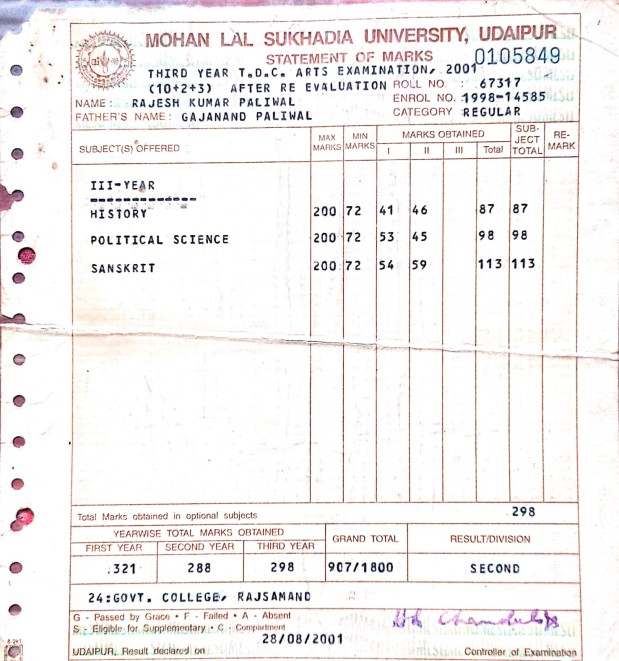 MOHAN LAL SUKHADIA UNIVERSITY, UDAIPUR
STATEMENT OF MARKS 0105849
THIRD YEAR T.D.C. ARTS EXAMINATION, 2001
(10+2+3) AFTER RE EVALUATION ROLL NO. 67317
NAME: RAJESH KUMAR PALIWAL ENROL NO. 1998-14585
FATHER'S NAME: GAJANAND PALIWAL CATEGORY REGULAR
SUBJECT(S) OFFERED MAX MARKS MIN MARKS MARKS OBTAINED I II III Total SUB-JECT TOTAL RE-MARK
III-YEAR
HISTORY 200 72 41 46 87 87
POLITICAL SCIENCE 200 72 53 45 98 98
SANSKRIT 200 72 54 59 113 113
Total Marks obtained in optional subjects 298
YEARWISE TOTAL MARKS OBTAINED GRAND TOTAL RESULT/DIVISION
FIRST YEAR SECOND YEAR THIRD YEAR
321 288 298 907/1800 SECOND
24:GOVT. COLLEGE, RAJSAMAND
G - Passed by Grace • F - Failed • A - Absent
S - Eligible for Supplementary • C - Compartment
28/08/2001
UDAIPUR, Result declared on Controller of Examination